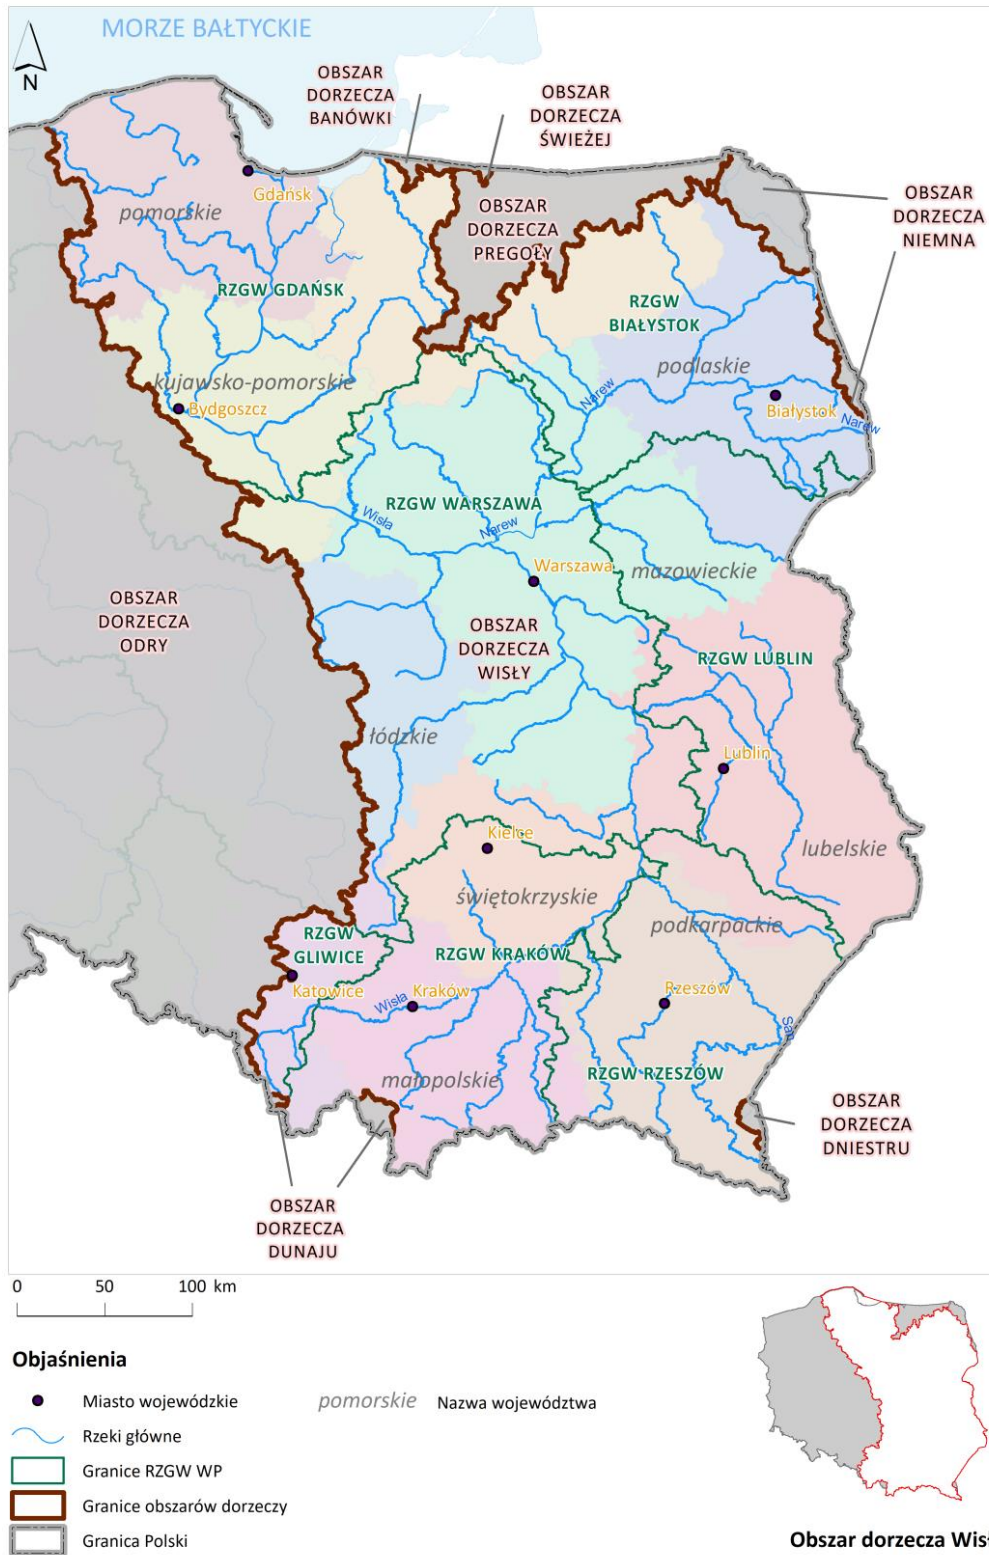 MORZE BAŁTYCKIE
N
OBSZAR
DORZECZA
BANÓWKI
OBSZAR
DORZECZA
ŚWIEŻEJ
OBSZAR
DORZECZA
NIEMNA
OBSZAR
DORZECZA
PREGOŁY
Gdańsk
pomorskie
RZGW GDAŃSK
RZGW
BIAŁYSTOK
podlaskie
kujawsko-pomorskie
Bydgoszcz
Narew
Białystok
Narew
RZGW WARSZAWA
Wisła
Narew
Warszawa
mazowieckie
OBSZAR
DORZECZA
ODRY
OBSZAR
DORZECZA
WISŁY
RZGW LUBLIN
łódzkie
Lublin
Kielce
lubelskie
świętokrzyskie
podkarpackie
RZGW
GLIWICE
RZGW KRAKÓW
Katowice
Wisła
Kraków
Rzeszów
San
małopolskie
RZGW RZESZÓW
OBSZAR
DORZECZA
DNIESTRU
OBSZAR
DORZECZA
DUNAJU
0 50 100 km
Objaśnienia
Miasto wojewódzkie
pomorskie Nazwa województwa
Rzeki główne
Granice RZGW WP
Granice obszarów dorzeczy
Granica Polski
Obszar dorzecza Wis